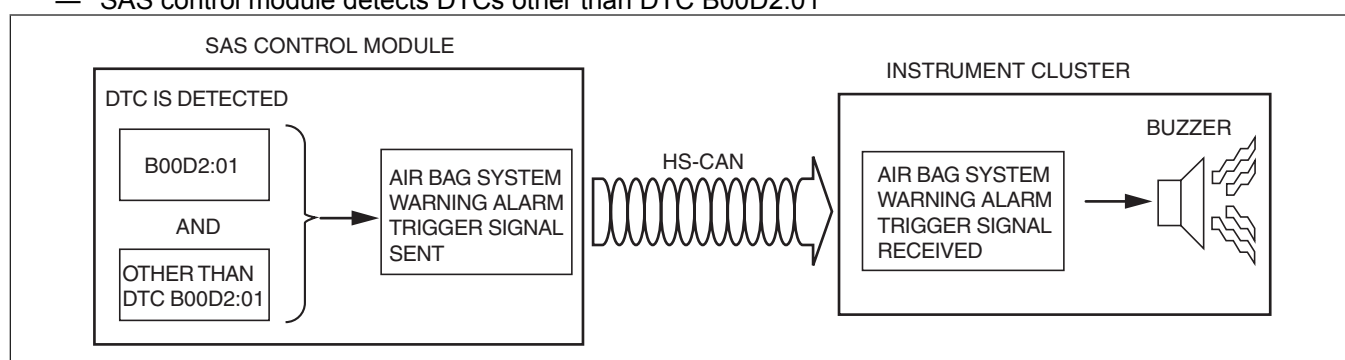 — SAS control module detects DTCs other than DTC B00D2:01
SAS CONTROL MODULE
DTC IS DETECTED
B00D2:01
AND
OTHER THAN
DTC B00D2:01
AIR BAG SYSTEM
WARNING ALARM
TRIGGER SIGNAL
SENT
HS-CAN
INSTRUMENT CLUSTER
AIR BAG SYSTEM
WARNING ALARM
TRIGGER SIGNAL
RECEIVED
BUZZER